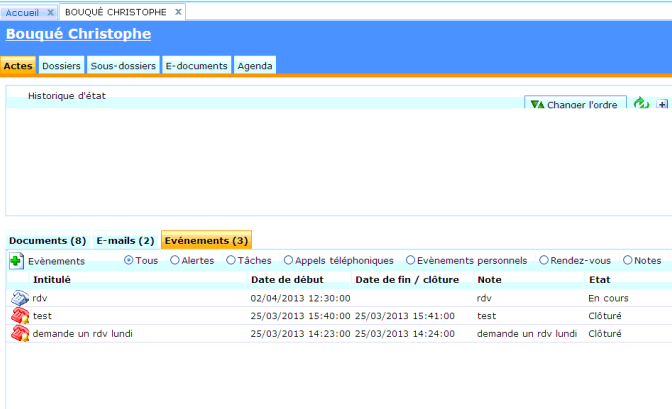 Accueil X BOUQUÉ CHRISTOPHE X
Bouqué Christophe
Actes Dossiers Sous-dossiers E-documents Agenda
Historique d'état
Changer l'ordre
Documents (8) E-mails (2) Evénements (3)
Evènements Tous Alertes Tâches Appels téléphoniques Evènements personnels Rendez-vous Notes
Intitulé Date de début Date de fin / clôture Note Etat
rdv 02/04/2013 12:30:00 rdv En cours
test 25/03/2013 15:40:00 25/03/2013 15:41:00 test Clôturé
demande un rdv lundi 25/03/2013 14:23:00 25/03/2013 14:24:00 demande un rdv lundi Clôturé